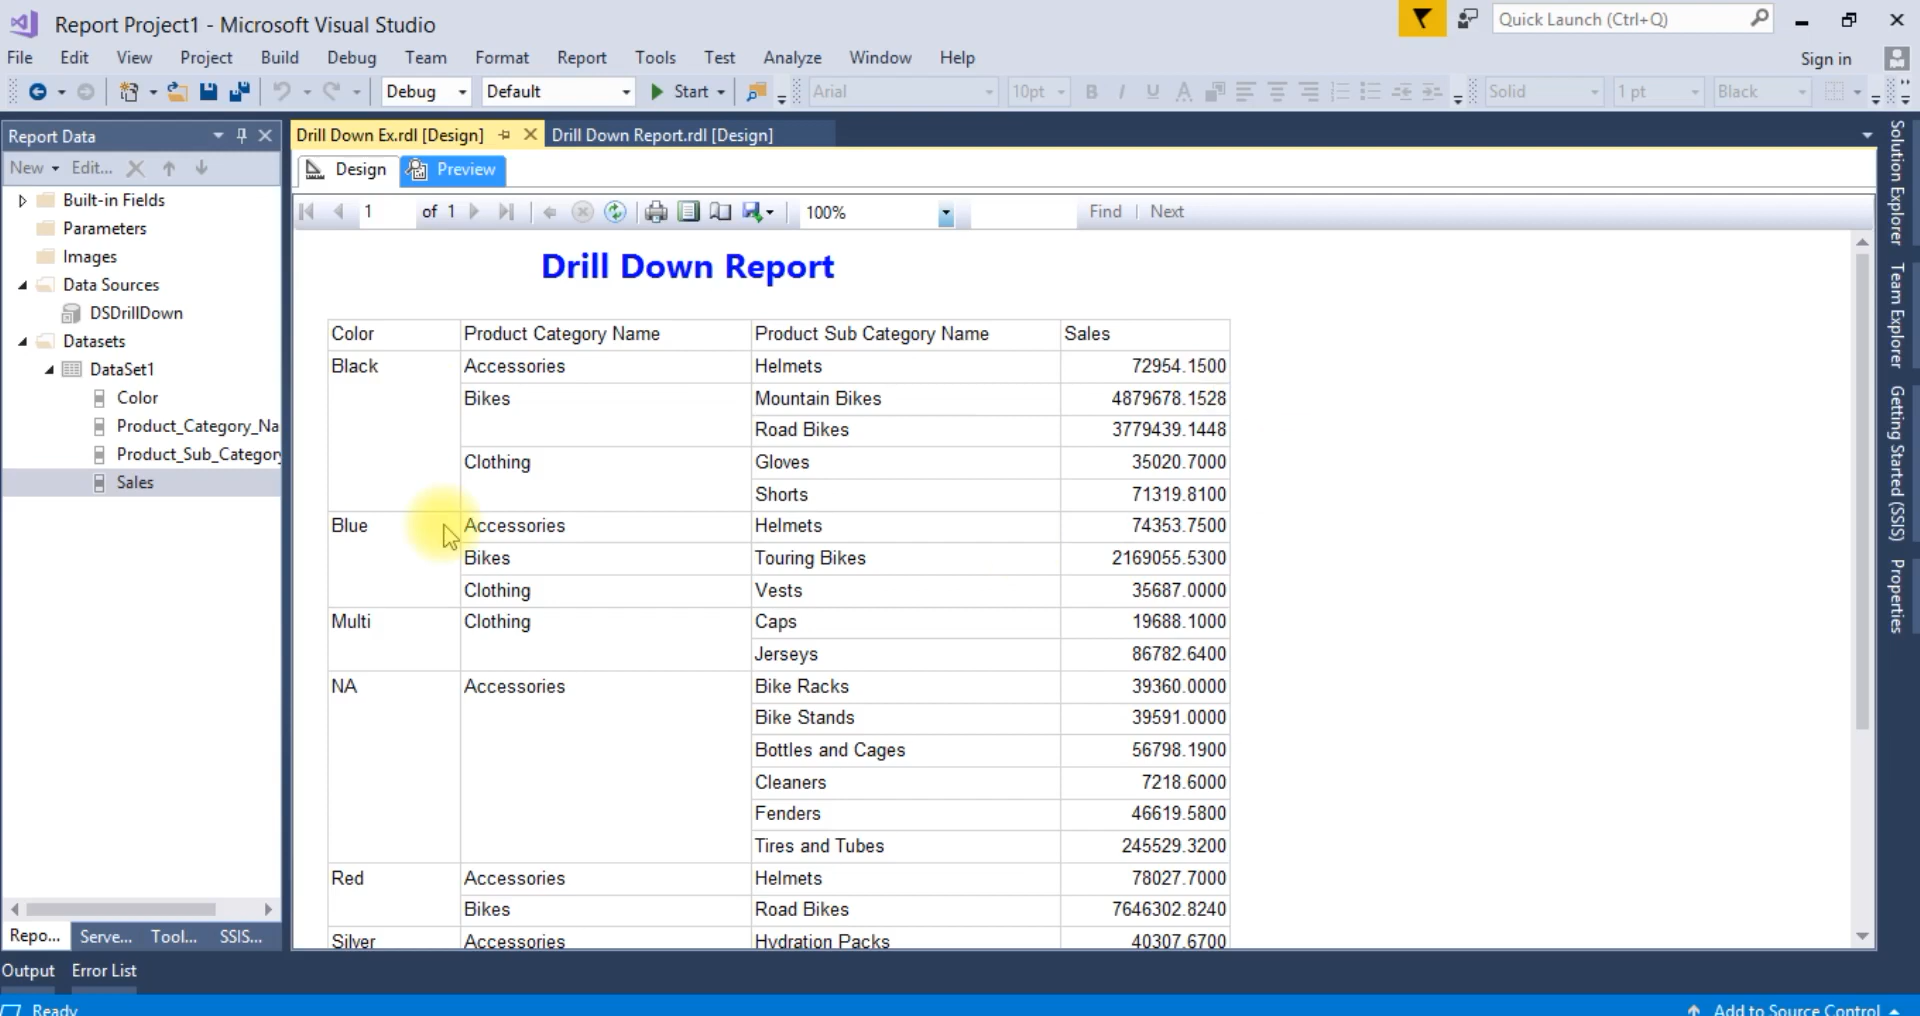 Report Project1 - Microsoft Visual Studio
Quick Launch (Ctrl+Q)
File Edit View Project Build Debug Team Format Report Tools Test Analyze Window Help
Sign in
Debug Default Start Arial 10pt B I U A Solid 1 pt Black
Report Data
New Edit...
Built-in Fields
Parameters
Images
Data Sources
DSDrillDown
Datasets
DataSet1
Color
Product_Category_Na
Product_Sub_Category
Sales
Repo... Serve... Tool... SSIS...
Drill Down Ex.rdl [Design] Drill Down Report.rdl [Design]
Design Preview
1 of 1 100% Find Next
Drill Down Report
Color Product Category Name Product Sub Category Name Sales
Black Accessories Helmets 72954.1500
Bikes Mountain Bikes 4879678.1528
Road Bikes 3779439.1448
Clothing Gloves 35020.7000
Shorts 71319.8100
Blue Accessories Helmets 74353.7500
Bikes Touring Bikes 2169055.5300
Clothing Vests 35687.0000
Multi Clothing Caps 19688.1000
Jerseys 86782.6400
NA Accessories Bike Racks 39360.0000
Bike Stands 39591.0000
Bottles and Cages 56798.1900
Cleaners 7218.6000
Fenders 46619.5800
Tires and Tubes 245529.3200
Red Accessories Helmets 78027.7000
Bikes Road Bikes 7646302.8240
Silver Accessories Hydration Packs 40307.6700
Solution Explorer
Team Explorer
Getting Started (SSIS)
Properties
Output Error List
Ready
Add to Source Control